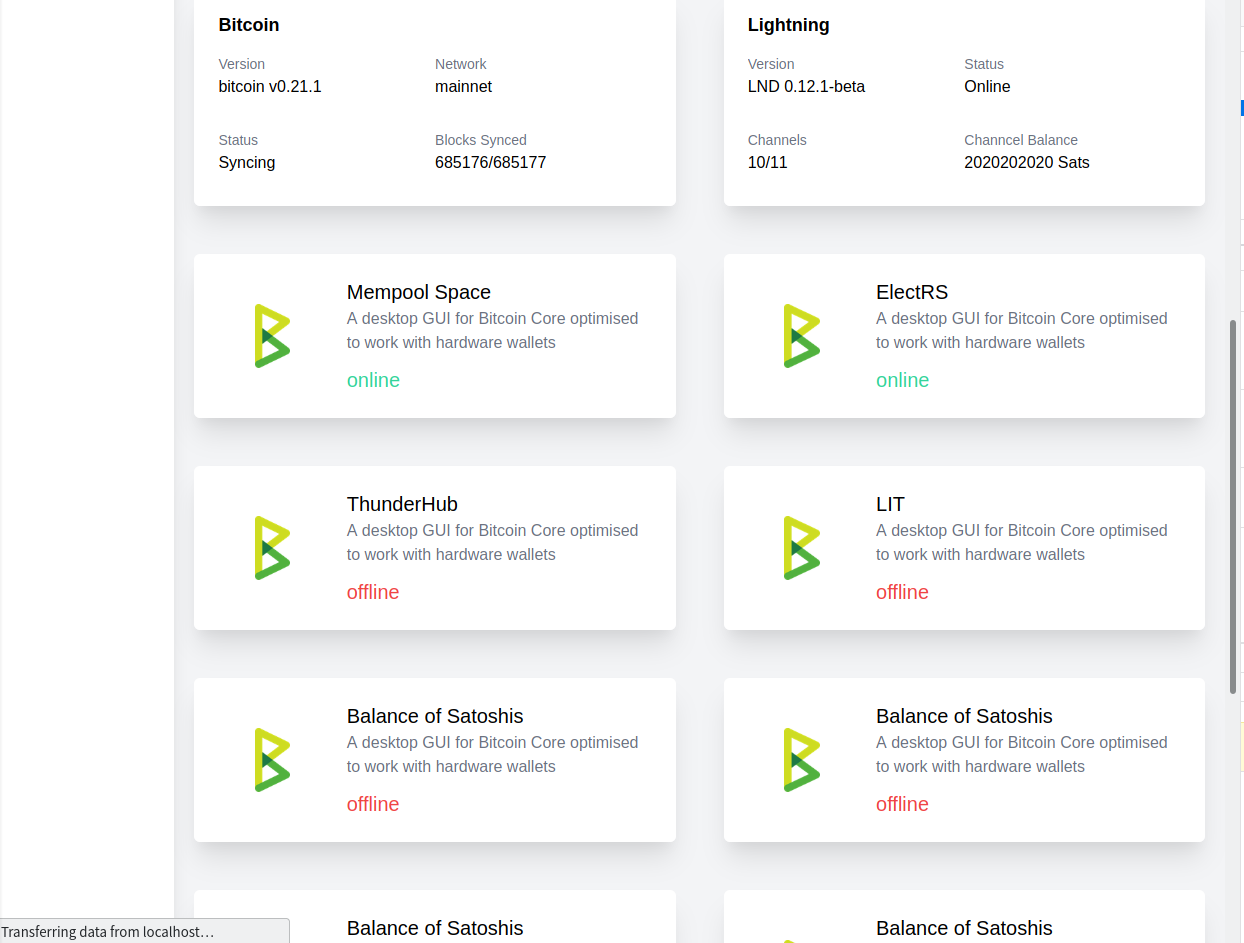 Bitcoin
Version
Network
bitcoin v0.21.1
mainnet
Status
Blocks Synced
Syncing
685176/685177
Lightning
Version
Status
LND 0.12.1-beta
Online
Channels
Channcel Balance
10/11
2020202020 Sats
Mempool Space
A desktop GUI for Bitcoin Core optimised
to work with hardware wallets
online
ElectRS
A desktop GUI for Bitcoin Core optimised
to work with hardware wallets
online
ThunderHub
A desktop GUI for Bitcoin Core optimised
to work with hardware wallets
offline
LIT
A desktop GUI for Bitcoin Core optimised
to work with hardware wallets
offline
Balance of Satoshis
A desktop GUI for Bitcoin Core optimised
to work with hardware wallets
offline
Balance of Satoshis
A desktop GUI for Bitcoin Core optimised
to work with hardware wallets
offline
Balance of Satoshis
Balance of Satoshis
Transferring data from localhost…